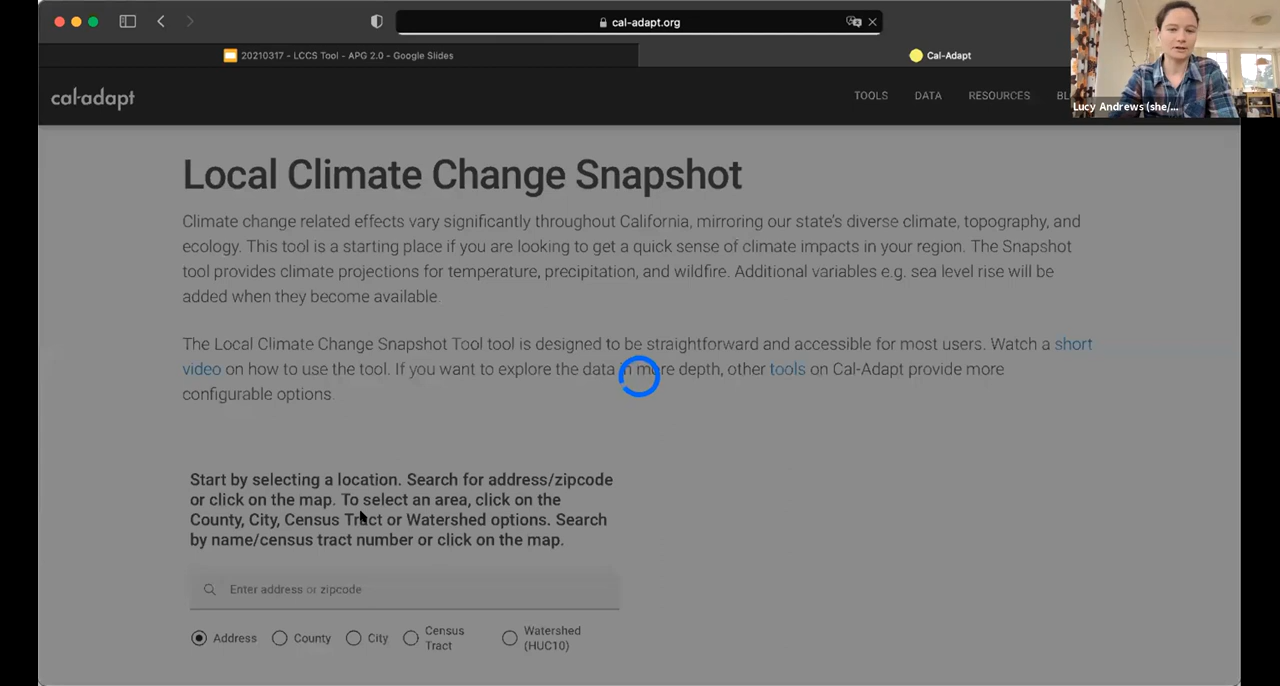 cal-adapt.org
20210317 - LCCS Tool - APG 2.0 - Google Slides
Cal-Adapt
cal-adapt
TOOLS DATA RESOURCES BL
Lucy Andrews (she/...
Local Climate Change Snapshot
Climate change related effects vary significantly throughout California, mirroring our state's diverse climate, topography, and
ecology. This tool is a starting place if you are looking to get a quick sense of climate impacts in your region. The Snapshot
tool provides climate projections for temperature, precipitation, and wildfire. Additional variables e.g. sea level rise will be
added when they become available.
The Local Climate Change Snapshot Tool tool is designed to be straightforward and accessible for most users. Watch a short
video on how to use the tool. If you want to explore the data in more depth, other tools on Cal-Adapt provide more
configurable options.
Start by selecting a location. Search for address/zipcode
or click on the map. To select an area, click on the
County, City, Census Tract or Watershed options. Search
by name/census tract number or click on the map.
Enter address or zipcode
Address County City Census
Tract Watershed
(HUC10)